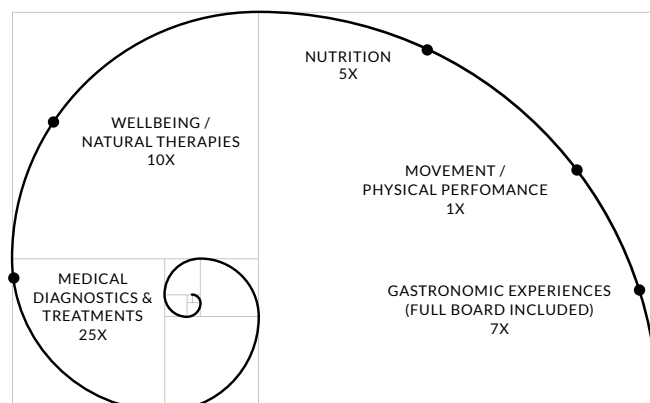 NUTRITION
5X
WELLBEING /
NATURAL THERAPIES
10X
MOVEMENT /
PHYSICAL PERFOMANCE
1X
MEDICAL
DIAGNOSTICS &
TREATMENTS
25X
GASTRONOMIC EXPERIENCES
(FULL BOARD INCLUDED)
7X